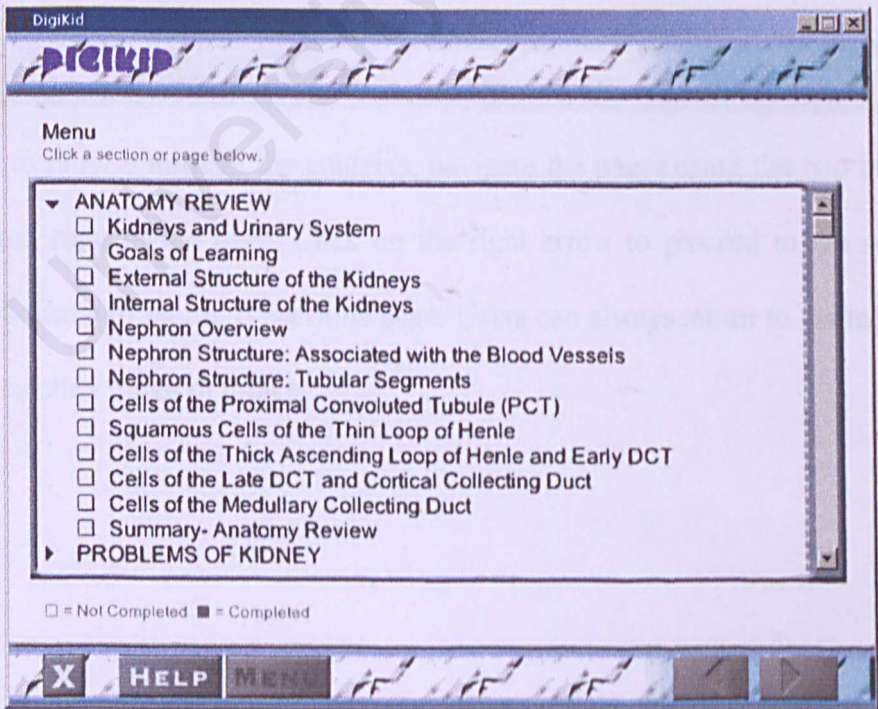 DigiKid
DIGIKID
Menu
Click a section or page below.
ANATOMY REVIEW
Kidneys and Urinary System
Goals of Learning
External Structure of the Kidneys
Internal Structure of the Kidneys
Nephron Overview
Nephron Structure: Associated with the Blood Vessels
Nephron Structure: Tubular Segments
Cells of the Proximal Convoluted Tubule (PCT)
Squamous Cells of the Thin Loop of Henle
Cells of the Thick Ascending Loop of Henle and Early DCT
Cells of the Late DCT and Cortical Collecting Duct
Cells of the Medullary Collecting Duct
Summary- Anatomy Review
PROBLEMS OF KIDNEY
☐ = Not Completed ■ = Completed
X HELP MENU